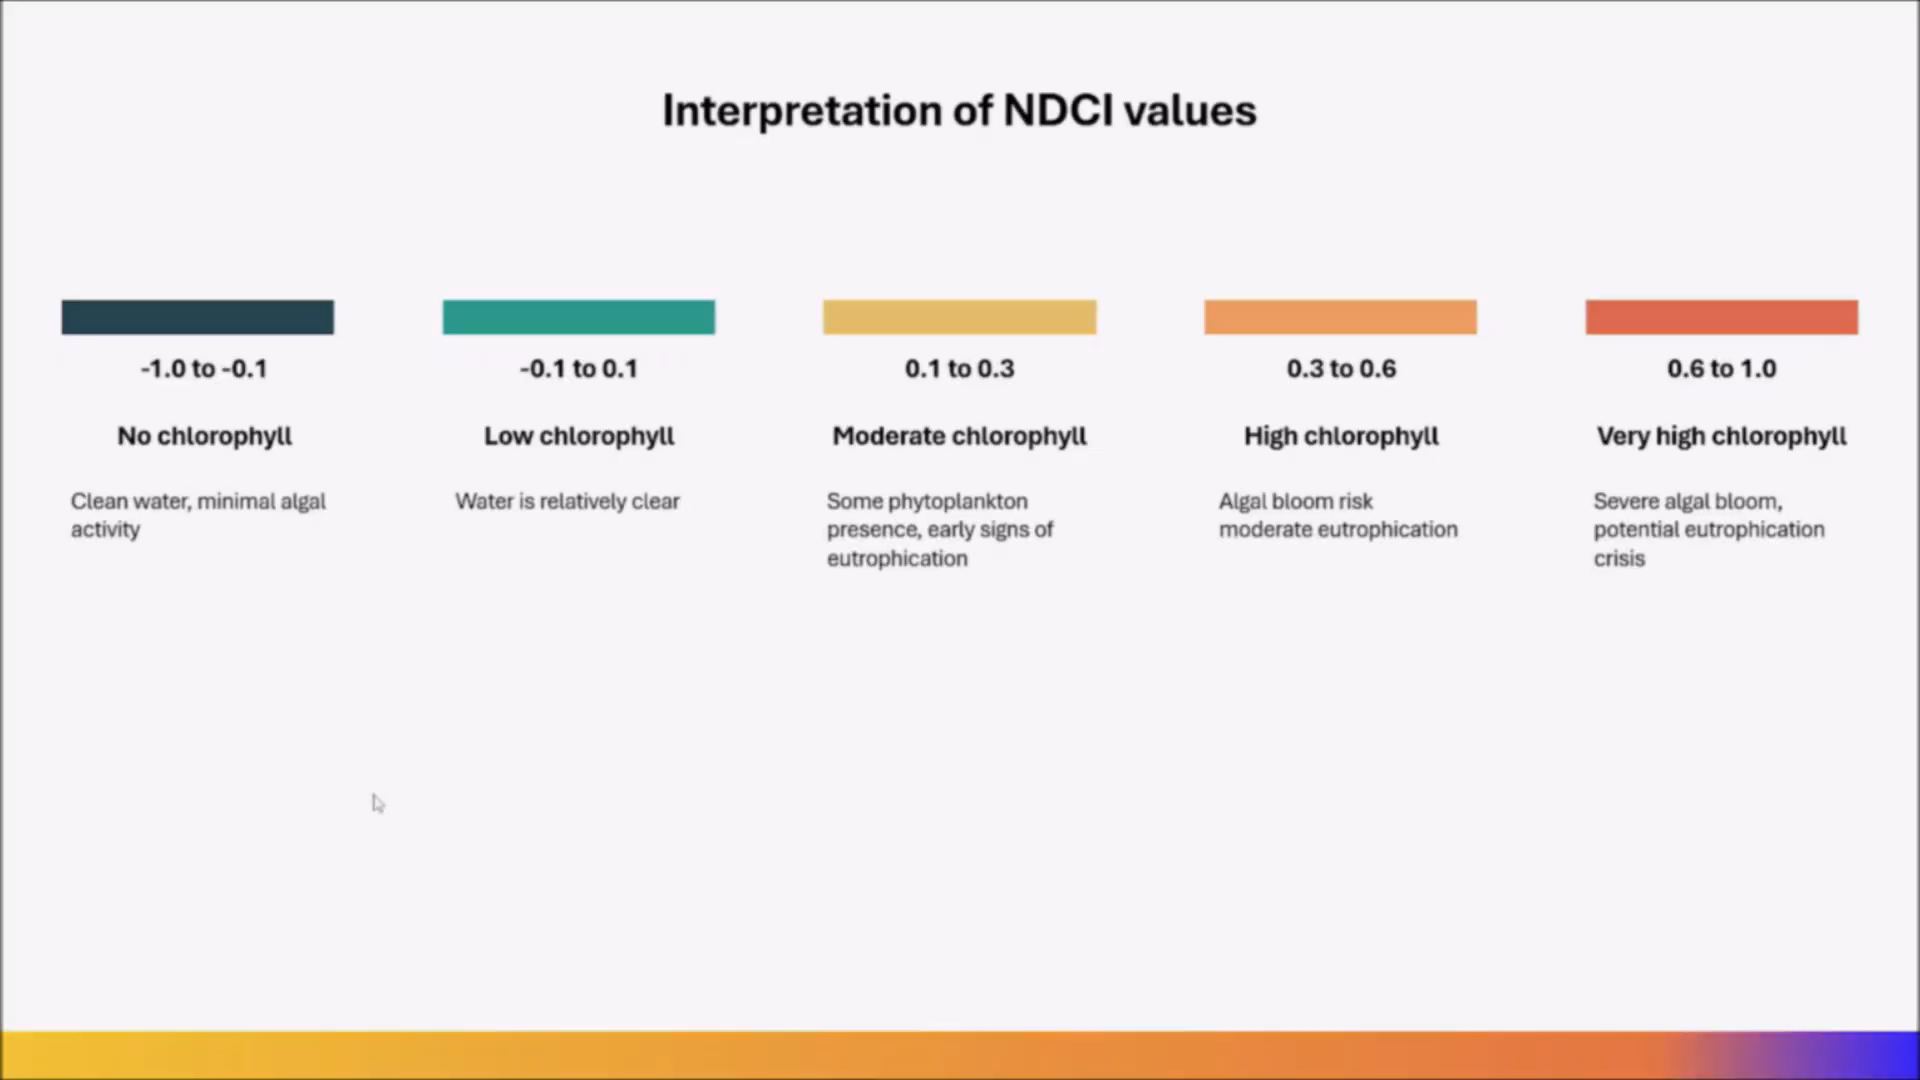 Interpretation of NDCI values
-1.0 to -0.1
No chlorophyll
Clean water, minimal algal
activity
-0.1 to 0.1
Low chlorophyll
Water is relatively clear
0.1 to 0.3
Moderate chlorophyll
Some phytoplankton
presence, early signs of
eutrophication
0.3 to 0.6
High chlorophyll
Algal bloom risk
moderate eutrophication
0.6 to 1.0
Very high chlorophyll
Severe algal bloom,
potential eutrophication
crisis